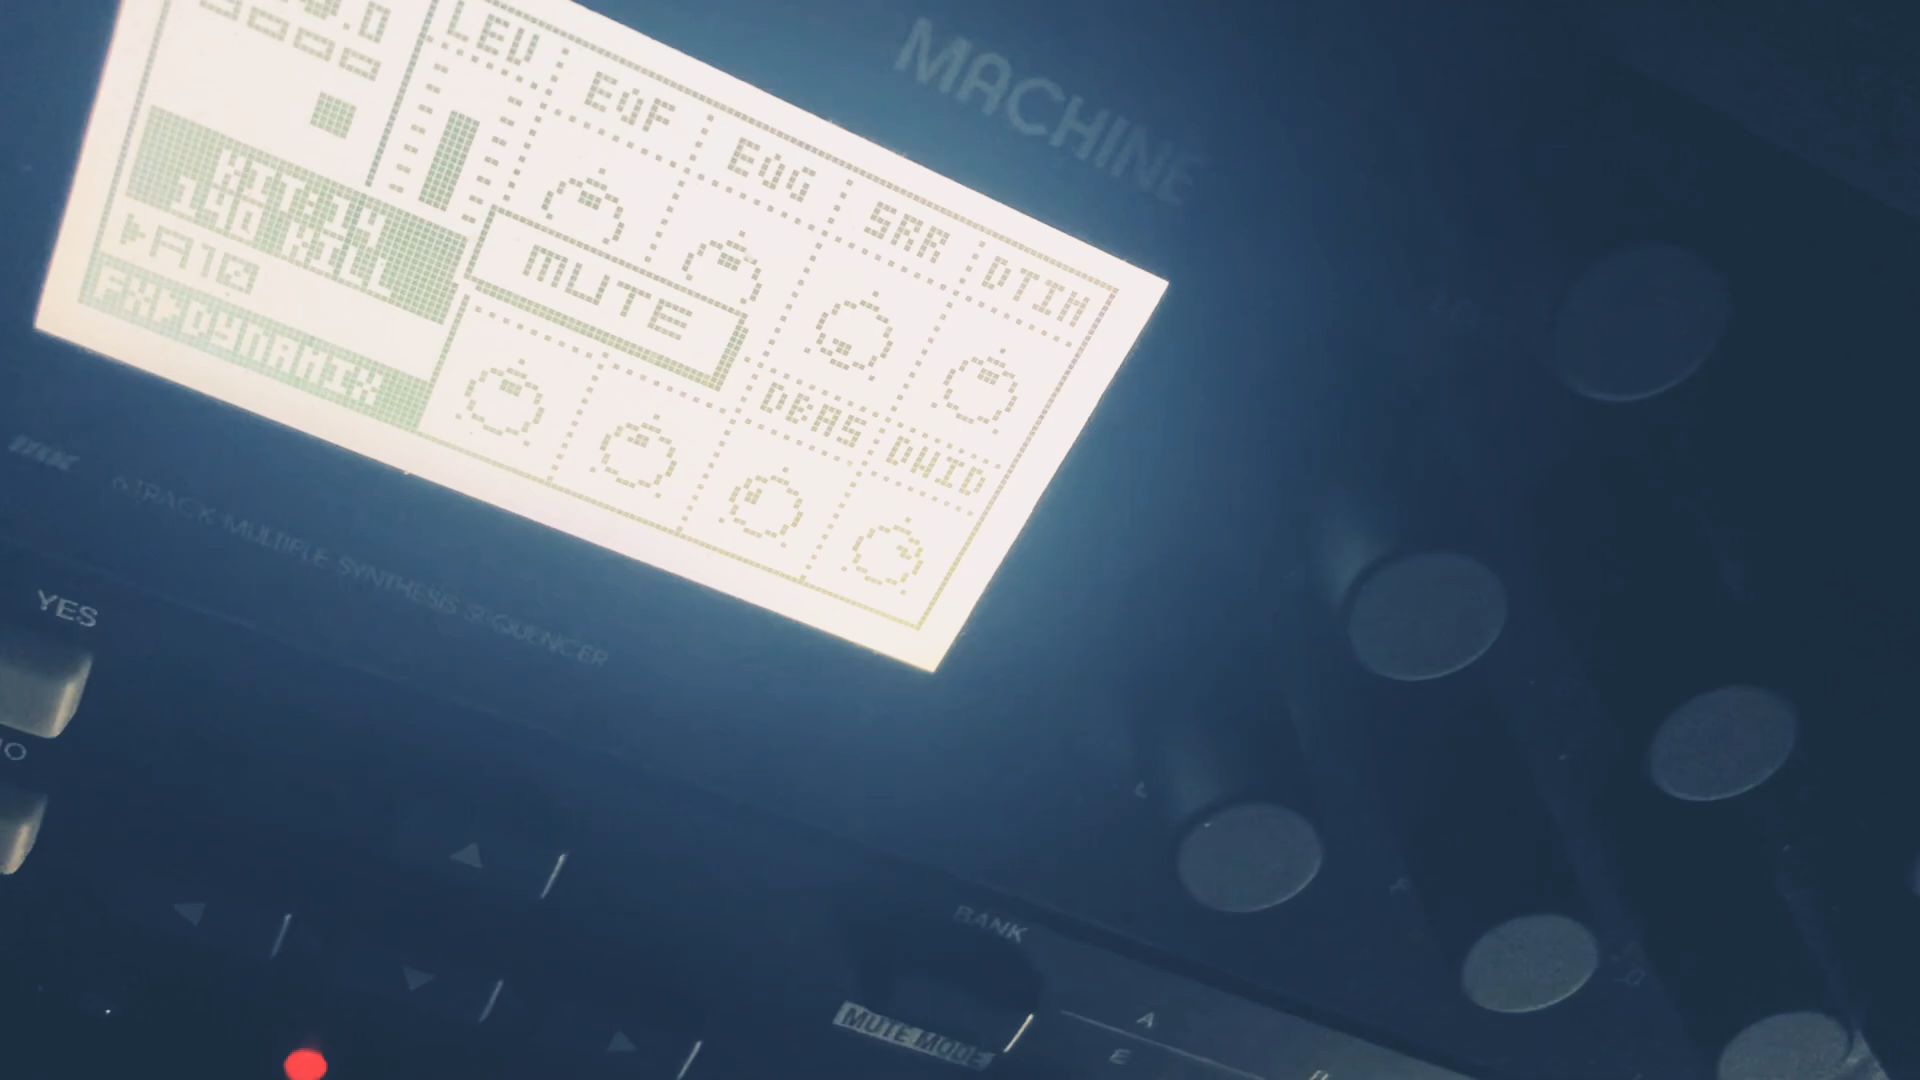 MACHINE
LEV
EQF
EQG
SRR
DTIM
KIT:14
140 KILL
A10
FX▸DYNAMIX
MUTE
DBAS
DWID
6 TRACK MULTIPLE SYNTHESIS SEQUENCER
YES
BANK
MUTE MODE
A
E